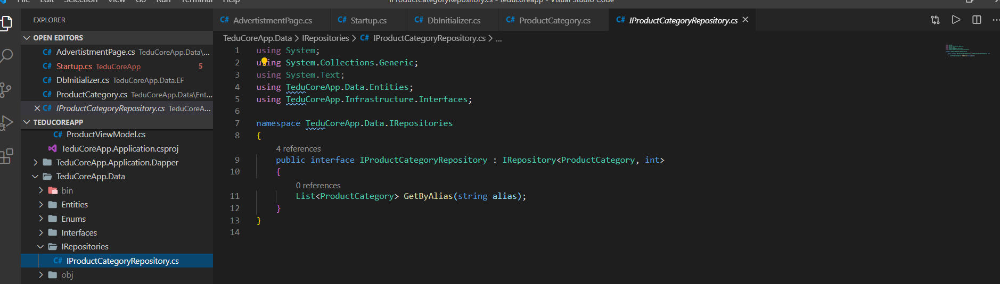 File Edit Selection View Go Run Terminal Help
IProductCategoryRepository.cs - teducoreapp - Visual Studio Code
EXPLORER
OPEN EDITORS
C# AdvertistmentPage.cs TeduCoreApp.Data\...
C# Startup.cs TeduCoreApp 5
C# DbInitializer.cs TeduCoreApp.Data.EF
C# ProductCategory.cs TeduCoreApp.Data\Ent...
C# IProductCategoryRepository.cs TeduCoreA...
TEDUCOREAPP
C# ProductViewModel.cs
TeduCoreApp.Application.csproj
TeduCoreApp.Application.Dapper
TeduCoreApp.Data
bin
Entities
Enums
Interfaces
IRepositories
C# IProductCategoryRepository.cs
obj
C# AdvertistmentPage.cs C# Startup.cs C# DbInitializer.cs C# ProductCategory.cs C# IProductCategoryRepository.cs
TeduCoreApp.Data > IRepositories > C# IProductCategoryRepository.cs > ...
1 using System;
2 using System.Collections.Generic;
3 using System.Text;
4 using TeduCoreApp.Data.Entities;
5 using TeduCoreApp.Infrastructure.Interfaces;
6
7 namespace TeduCoreApp.Data.IRepositories
8 {
4 references
9 public interface IProductCategoryRepository : IRepository<ProductCategory, int>
10 {
0 references
11 List<ProductCategory> GetByAlias(string alias);
12 }
13 }
14